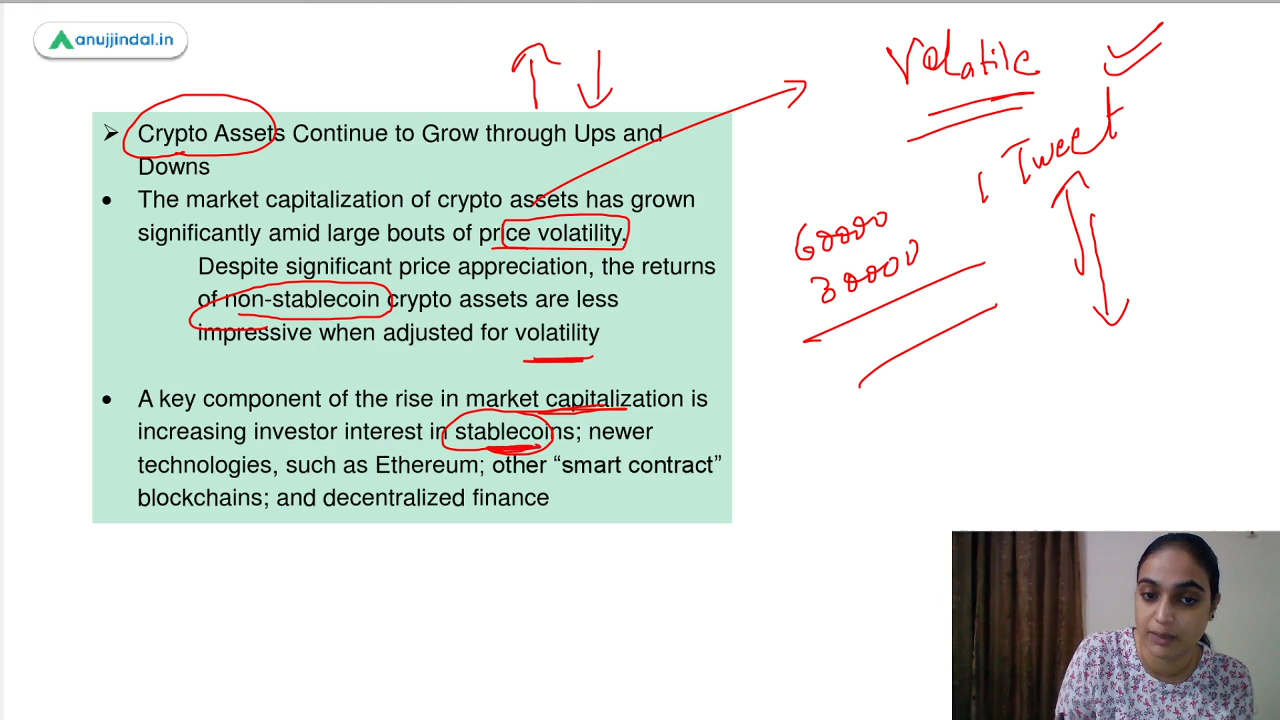 anujjindal.in
Volatile
Crypto Assets Continue to Grow through Ups and
Downs
1 Tweet
The market capitalization of crypto assets has grown
significantly amid large bouts of price volatility.
60000
30000
Despite significant price appreciation, the returns
of non-stablecoin crypto assets are less
impressive when adjusted for volatility
A key component of the rise in market capitalization is
increasing investor interest in stablecoins; newer
technologies, such as Ethereum; other “smart contract”
blockchains; and decentralized finance